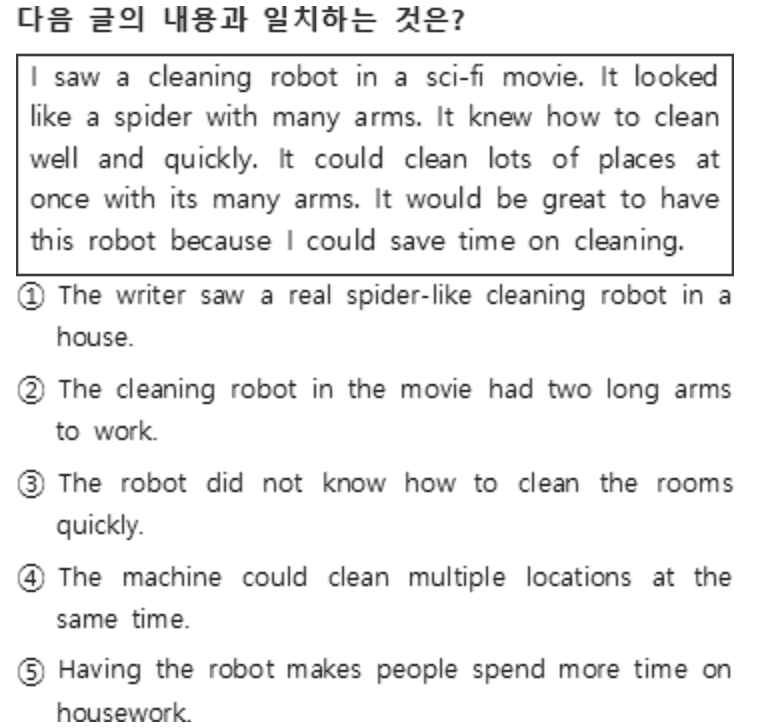 다음 글의 내용과 일치하는 것은?
I saw a cleaning robot in a sci-fi movie. It looked
like a spider with many arms. It knew how to clean
well and quickly. It could clean lots of places at
once with its many arms. It would be great to have
this robot because I could save time on cleaning.
① The writer saw a real spider-like cleaning robot in a
house.
② The cleaning robot in the movie had two long arms
to work.
③ The robot did not know how to clean the rooms
quickly.
④ The machine could clean multiple locations at the
same time.
⑤ Having the robot makes people spend more time on
housework.